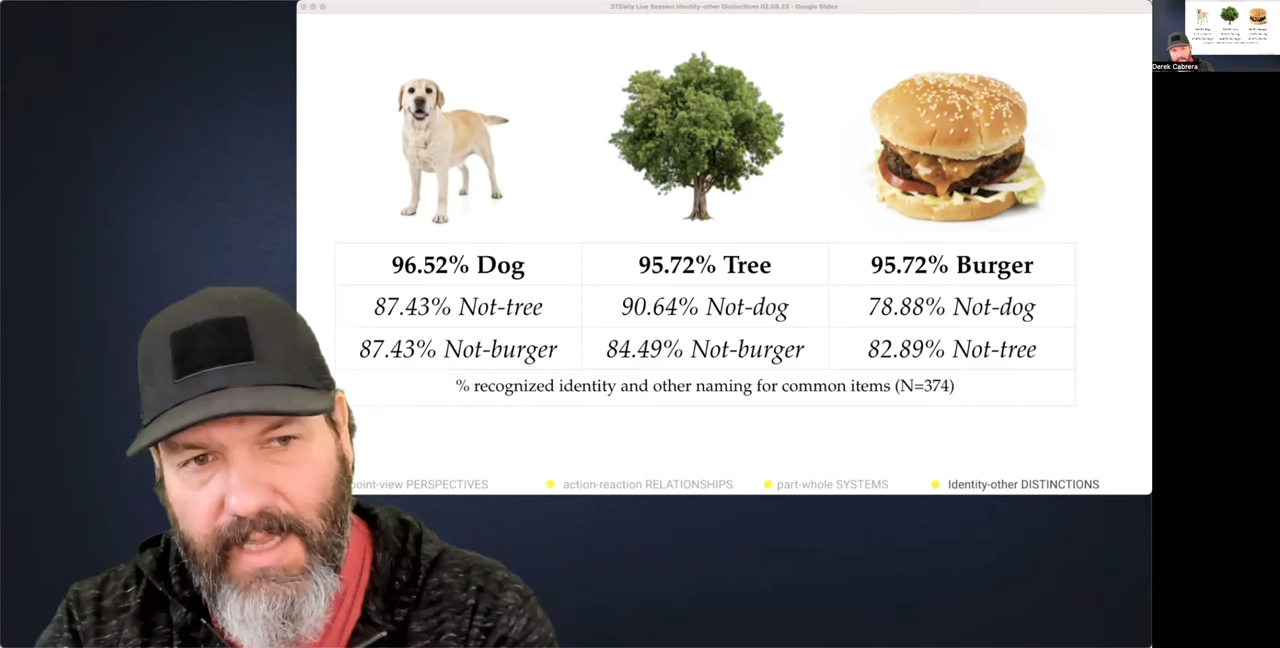 STDaily Live Session Identity-other Distinctions 02.08.23 - Google Slides
Derek Cabrera
96.52% Dog 95.72% Tree 95.72% Burger
87.43% Not-tree 90.64% Not-dog 78.88% Not-dog
87.43% Not-burger 84.49% Not-burger 82.89% Not-tree
% recognized identity and other naming for common items (N=374)
point-view PERSPECTIVES action-reaction RELATIONSHIPS part-whole SYSTEMS Identity-other DISTINCTIONS